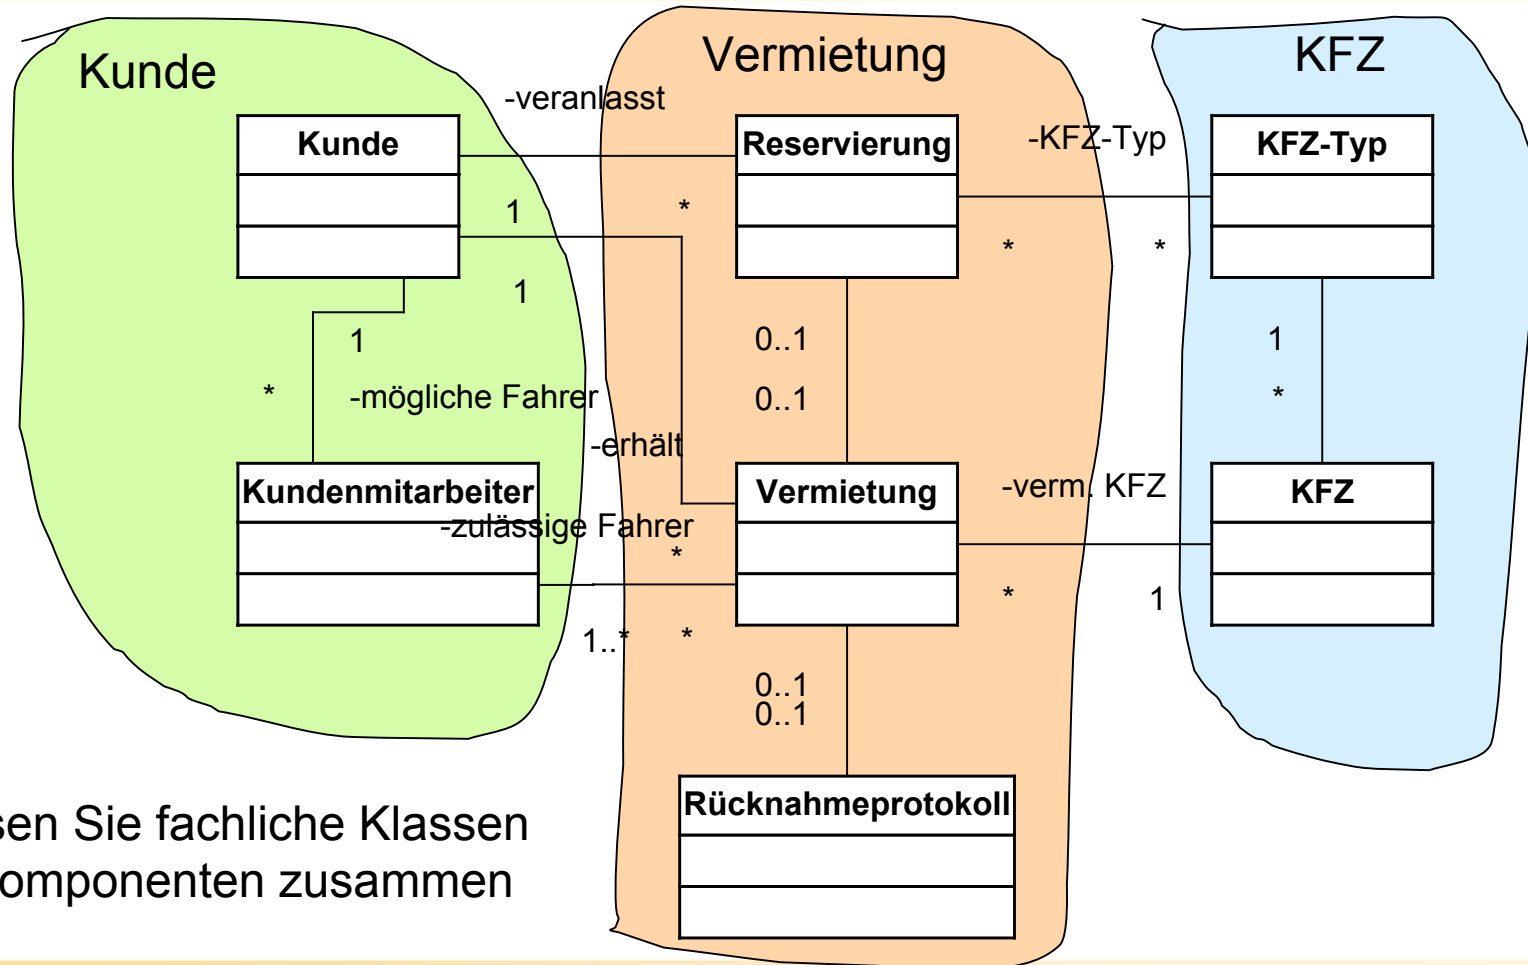 Kunde
Vermietung
KFZ
-veranlasst
Kunde
Reservierung
-KFZ-Typ
KFZ-Typ
1
*
*
*
1
1
0..1
1
*
-mögliche Fahrer
0..1
*
-erhält
Kundenmitarbeiter
Vermietung
-verm. KFZ
KFZ
-zulässige Fahrer
*
*
1
1..*
*
0..1
0..1
Rücknahmeprotokoll
sen Sie fachliche Klassen
omponenten zusammen